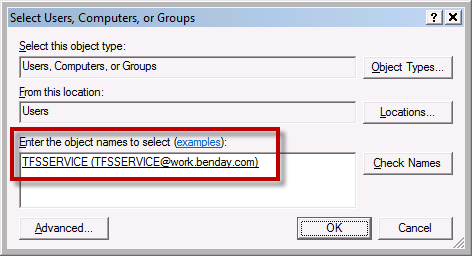 Select Users, Computers, or Groups
Select this object type:
Users, Computers, or Groups
Object Types...
From this location:
Users
Locations...
Enter the object names to select (examples):
TFSSERVICE (TFSSERVICE@work.benday.com)
Check Names
Advanced...
OK
Cancel